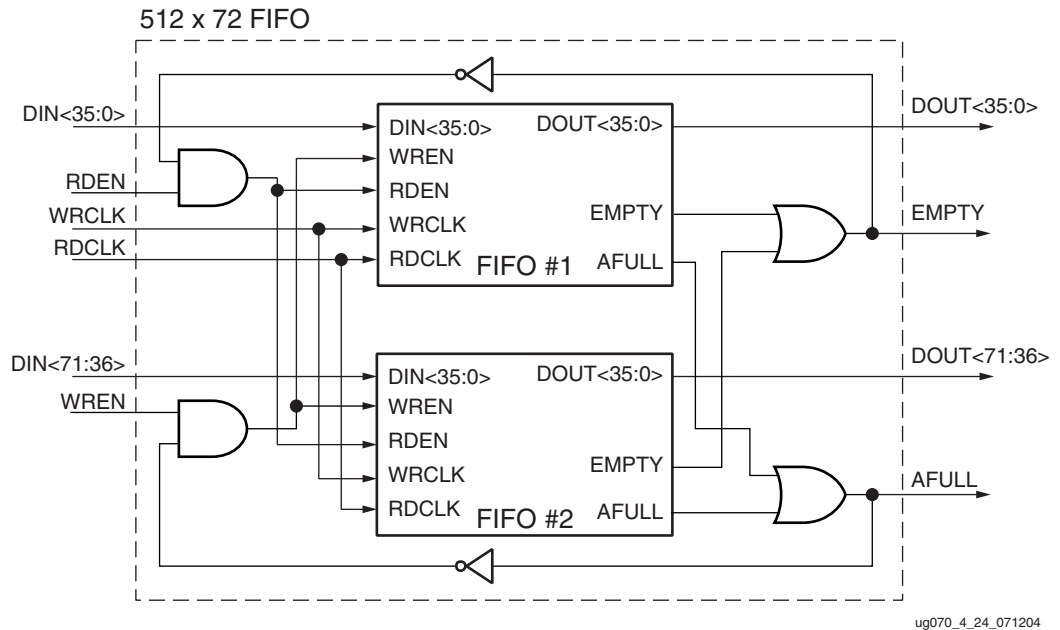 512 x 72 FIFO
DIN<35:0>
RDEN
WRCLK
RDCLK
DIN<35:0>
WREN
RDEN
WRCLK
RDCLK
DOUT<35:0>
EMPTY
AFULL
FIFO #1
DOUT<35:0>
EMPTY
DIN<71:36>
WREN
DIN<35:0>
WREN
RDEN
WRCLK
RDCLK
DOUT<35:0>
EMPTY
AFULL
FIFO #2
DOUT<71:36>
AFULL
ug070_4_24_071204